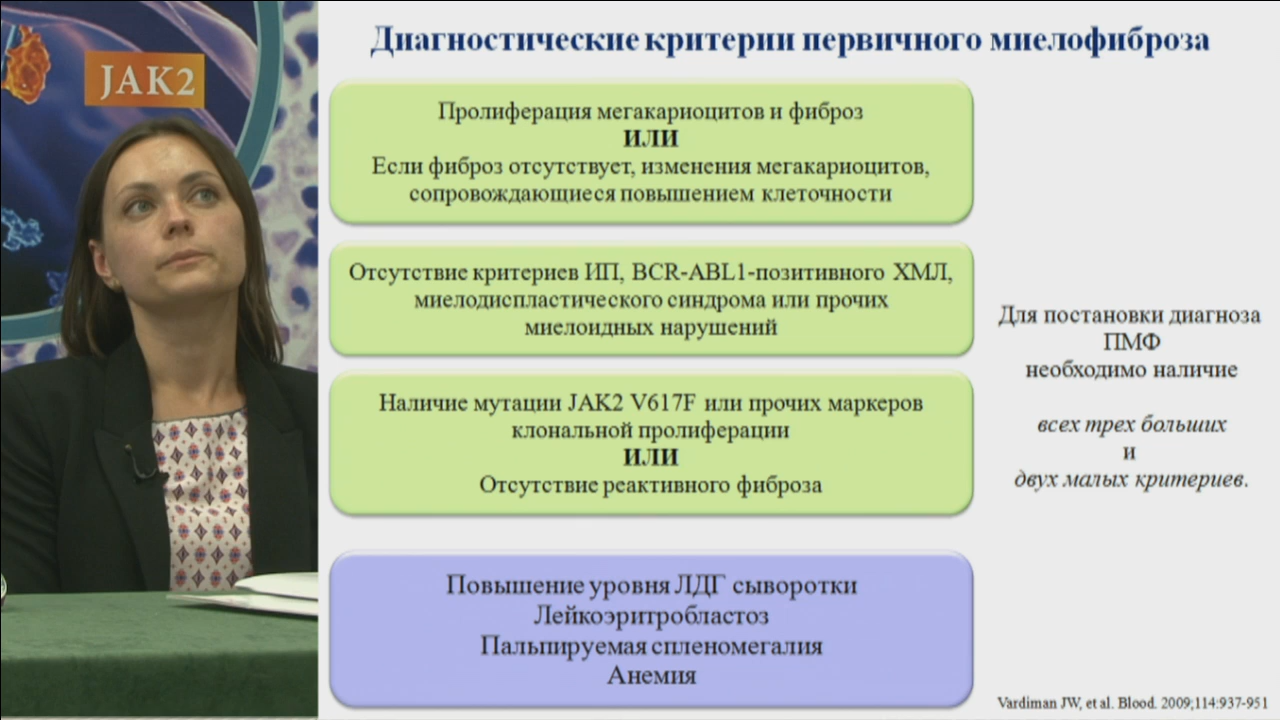 JAK2
Диагностические критерии первичного миелофиброза
Пролиферация мегакариоцитов и фиброз
ИЛИ
Если фиброз отсутствует, изменения мегакариоцитов,
сопровождающиеся повышением клеточности
Отсутствие критериев ИП, BCR-ABL1-позитивного ХМЛ,
миелодиспластического синдрома или прочих
миелоидных нарушений
Наличие мутации JAK2 V617F или прочих маркеров
клональной пролиферации
ИЛИ
Отсутствие реактивного фиброза
Повышение уровня ЛДГ сыворотки
Лейкоэритробластоз
Пальпируемая спленомегалия
Анемия
Для постановки диагноза
ПМФ
необходимо наличие
всех трех больших
и
двух малых критериев.
Vardiman JW, et al. Blood. 2009;114:937-951